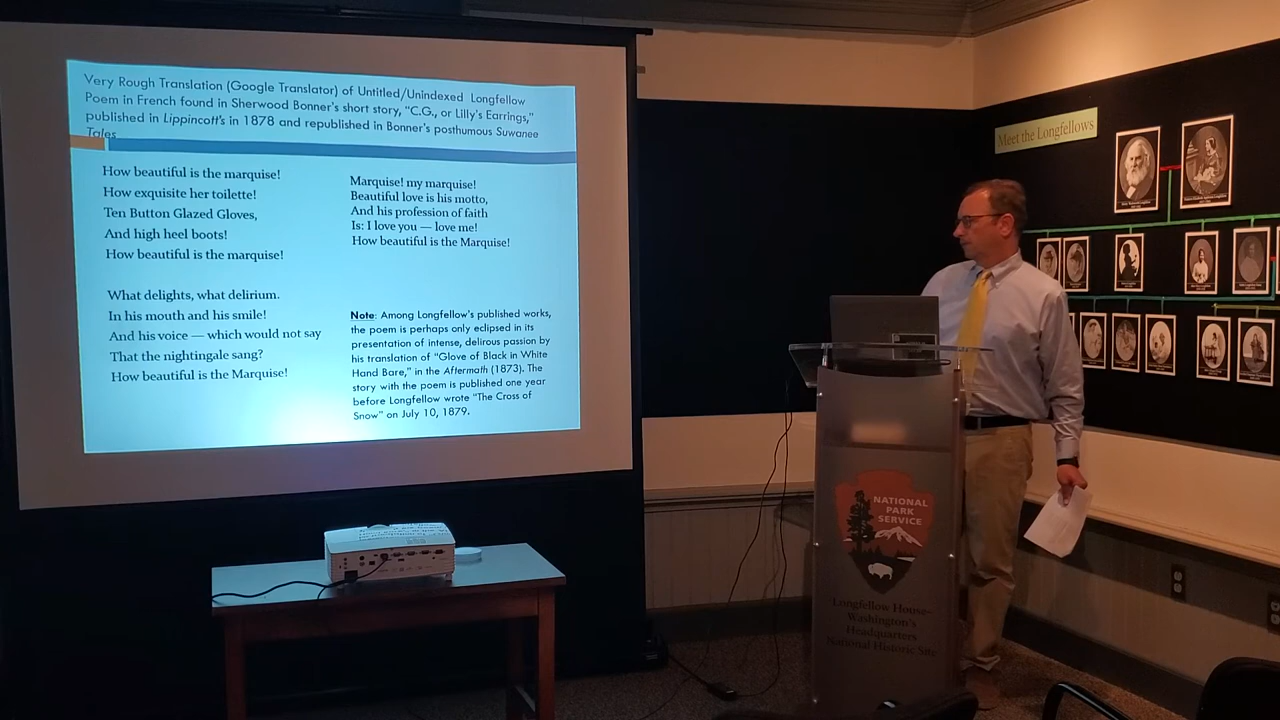 Very Rough Translation (Google Translator) of Untitled/Unindexed Longfellow
Poem in French found in Sherwood Bonner's short story, "C.G., or Lilly's Earrings,"
published in Lippincott's in 1878 and republished in Bonner's posthumous Suwanee
Tales
How beautiful is the marquise!
How exquisite her toilette!
Ten Button Glazed Gloves,
And high heel boots!
How beautiful is the marquise!
What delights, what delirium.
In his mouth and his smile!
And his voice — which would not say
That the nightingale sang?
How beautiful is the Marquise!
Marquise! my marquise!
Beautiful love is his motto,
And his profession of faith
Is: I love you — love me!
How beautiful is the Marquise!
Note: Among Longfellow's published works,
the poem is perhaps only eclipsed in its
presentation of intense, delirous passion by
his translation of "Glove of Black in White
Hand Bare," in the Aftermath (1873). The
story with the poem is published one year
before Longfellow wrote "The Cross of
Snow" on July 10, 1879.
Meet the Longfellows
NATIONAL
PARK
SERVICE
Longfellow House–
Washington's
Headquarters
National Historic Site